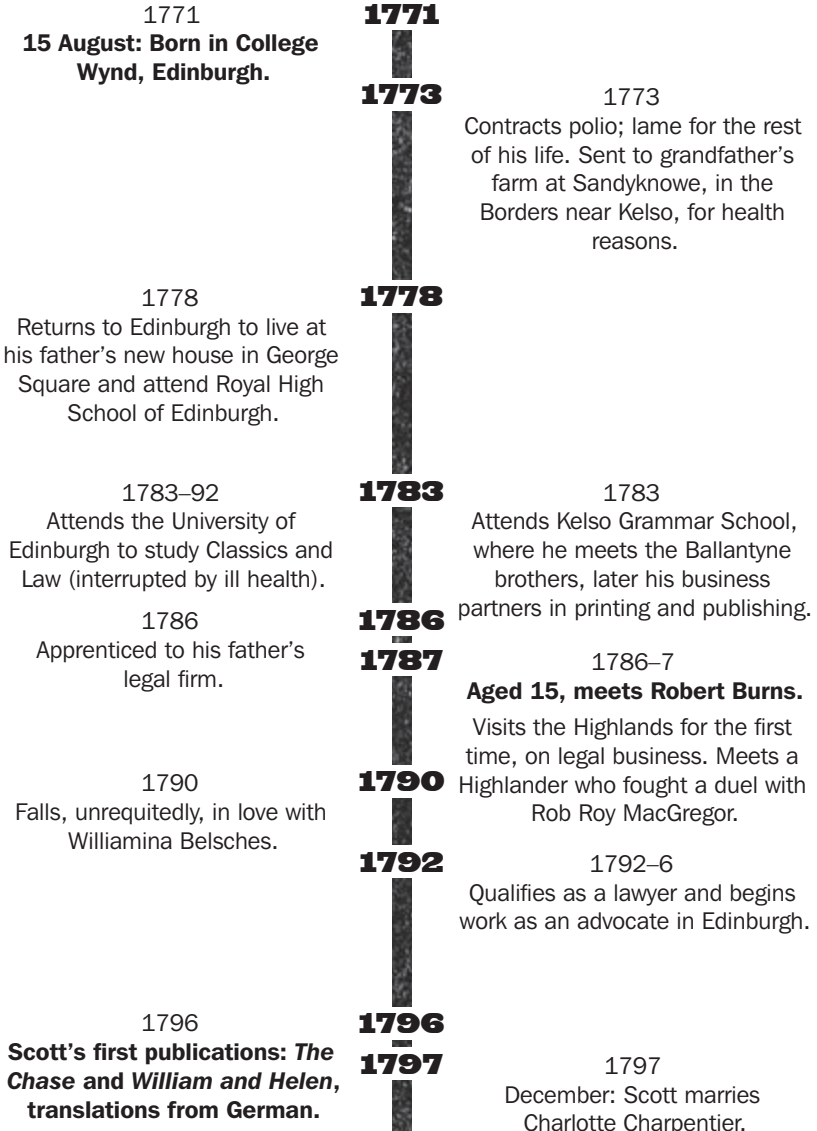 1771
15 August: Born in College
Wynd, Edinburgh.
1771
1773
1773
Contracts polio; lame for the rest
of his life. Sent to grandfather’s
farm at Sandyknowe, in the
Borders near Kelso, for health
reasons.
1778
Returns to Edinburgh to live at
his father’s new house in George
Square and attend Royal High
School of Edinburgh.
1778
1783–92
Attends the University of
Edinburgh to study Classics and
Law (interrupted by ill health).
1783
1783
Attends Kelso Grammar School,
where he meets the Ballantyne
brothers, later his business
partners in printing and publishing.
1786
Apprenticed to his father’s
legal firm.
1786
1787
1786–7
Aged 15, meets Robert Burns.
Visits the Highlands for the first
time, on legal business. Meets a
Highlander who fought a duel with
Rob Roy MacGregor.
1790
Falls, unrequitedly, in love with
Williamina Belsches.
1790
1792
1792–6
Qualifies as a lawyer and begins
work as an advocate in Edinburgh.
1796
Scott’s first publications: The
Chase and William and Helen,
translations from German.
1796
1797
1797
December: Scott marries
Charlotte Charpentier.